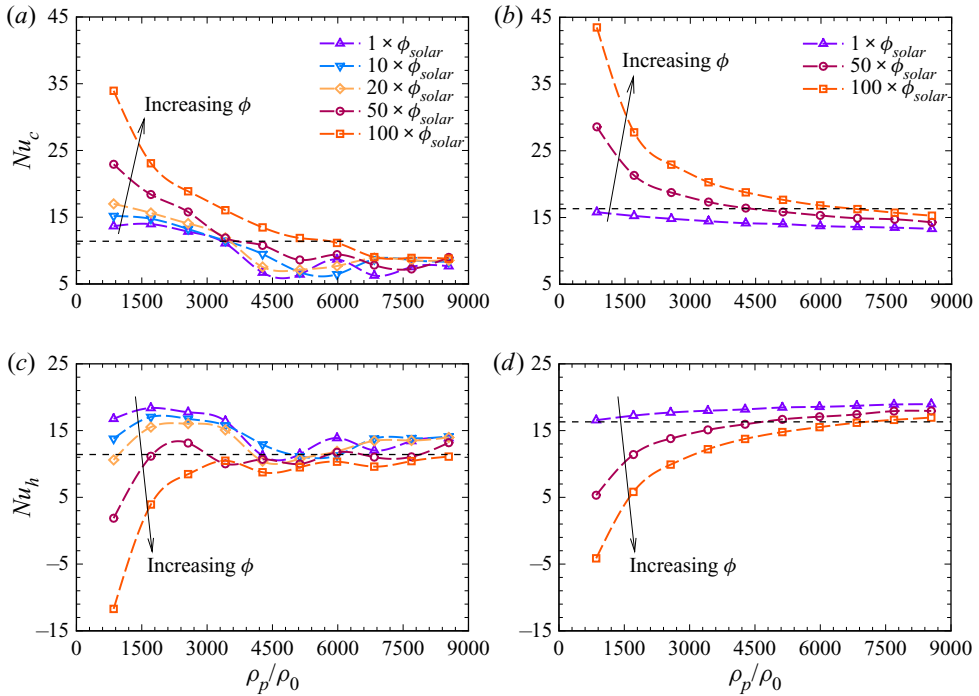 (a)
45
35
25
15
5
Nu_c
1 × ϕ_solar
10 × ϕ_solar
20 × ϕ_solar
50 × ϕ_solar
100 × ϕ_solar
Increasing ϕ
0 1500 3000 4500 6000 7500 9000
(b)
45
35
25
15
5
1 × ϕ_solar
50 × ϕ_solar
100 × ϕ_solar
Increasing ϕ
0 1500 3000 4500 6000 7500 9000
(c)
25
15
5
−5
−15
Nu_h
Increasing ϕ
0 1500 3000 4500 6000 7500 9000
ρ_p/ρ_0
(d)
25
15
5
−5
−15
Increasing ϕ
0 1500 3000 4500 6000 7500 9000
ρ_p/ρ_0